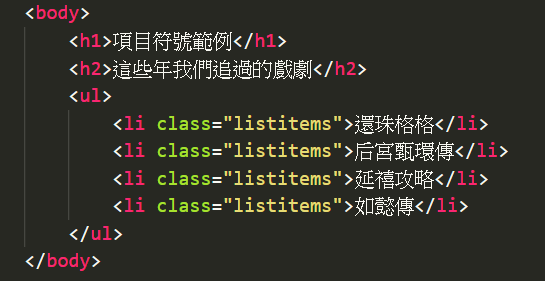 <body>
<h1>項目符號範例</h1>
<h2>這些年我們追過的戲劇</h2>
<ul>
<li class="listitems">還珠格格</li>
<li class="listitems">后宮甄環傳</li>
<li class="listitems">延禧攻略</li>
<li class="listitems">如懿傳</li>
</ul>
</body>